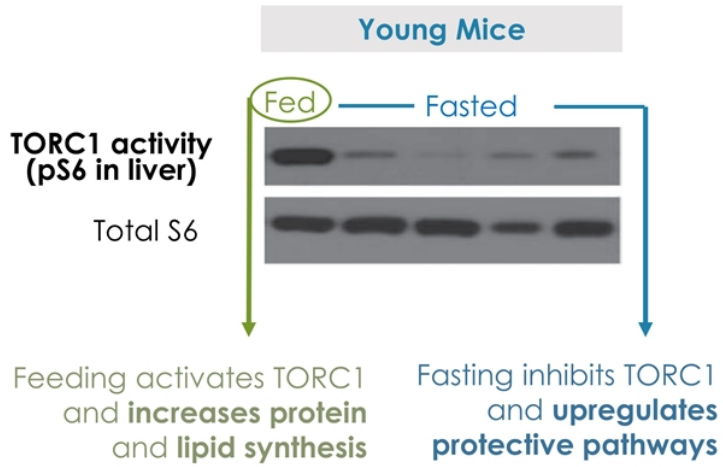 Young Mice
Fed
Fasted
TORC1 activity
(pS6 in liver)
Total S6
Feeding activates TORC1
and increases protein
and lipid synthesis
Fasting inhibits TORC1
and upregulates
protective pathways